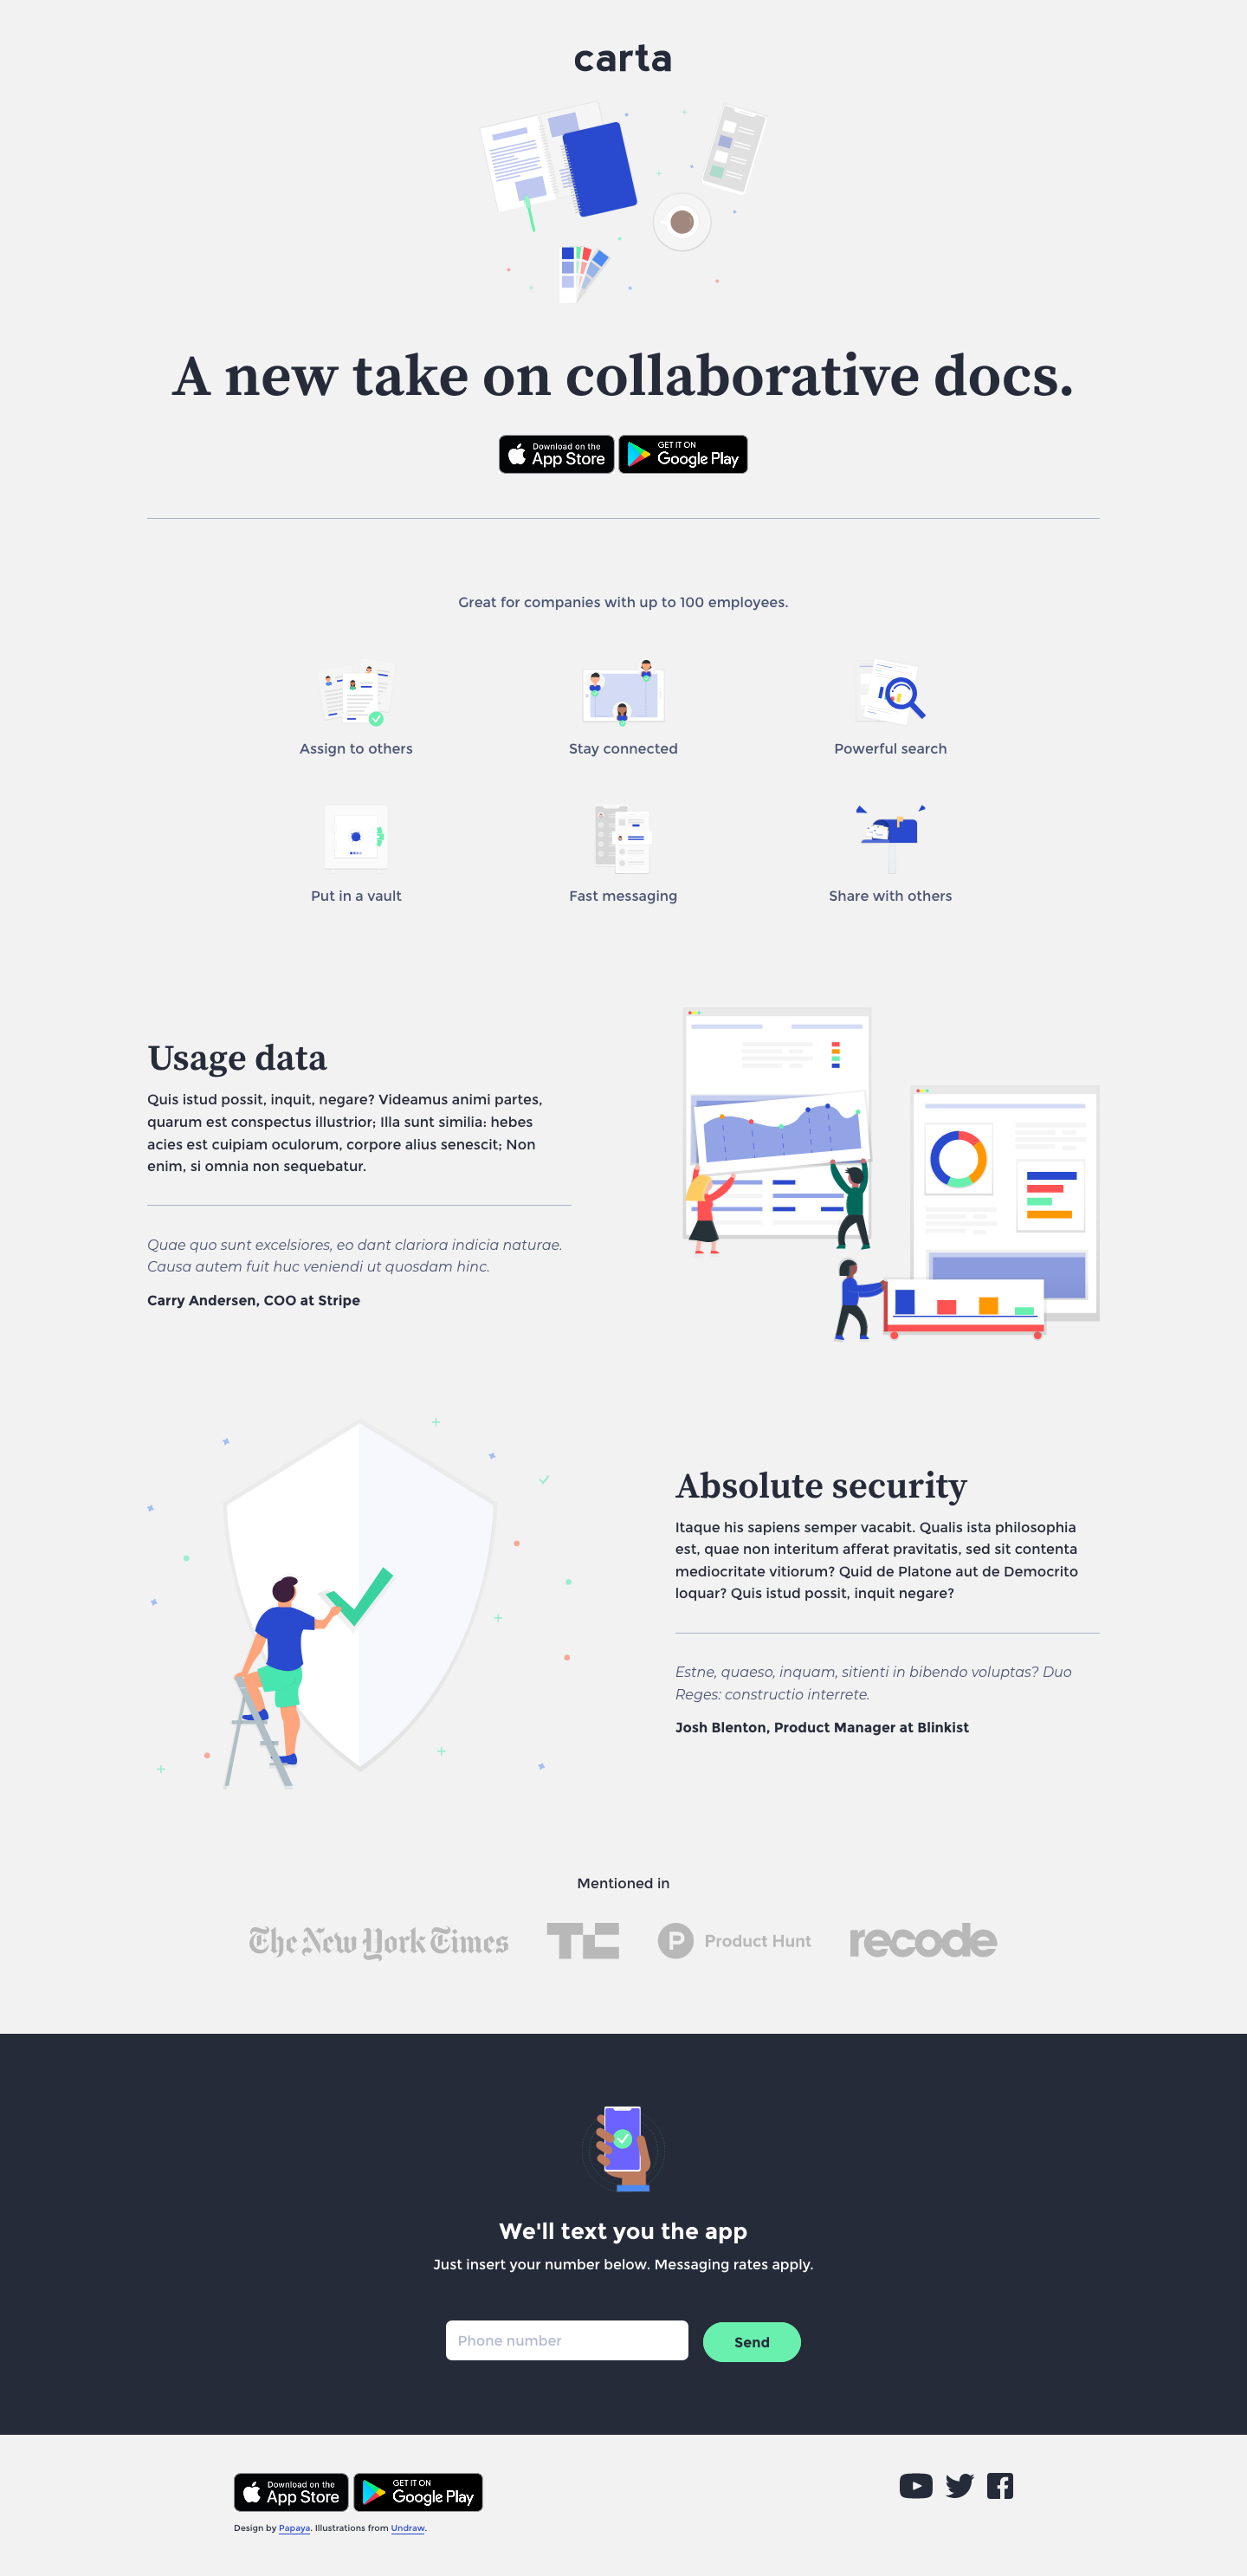 carta
A new take on collaborative docs.
Download on the
App Store
GET IT ON
Google Play
Great for companies with up to 100 employees.
Assign to others
Stay connected
Powerful search
Put in a vault
Fast messaging
Share with others
Usage data
Quis istud possit, inquit, negare? Videamus animi partes,
quarum est conspectus illustrior; Illa sunt similia: hebes
acies est cuipiam oculorum, corpore alius senescit; Non
enim, si omnia non sequebatur.
Quae quo sunt excelsiores, eo dant clariora indicia naturae.
Causa autem fuit huc veniendi ut quosdam hinc.
Carry Andersen, COO at Stripe
Absolute security
Itaque his sapiens semper vacabit. Qualis ista philosophia
est, quae non interitum afferat pravitatis, sed sit contenta
mediocritate vitiorum? Quid de Platone aut de Democrito
loquar? Quis istud possit, inquit negare?
Estne, quaeso, inquam, sitienti in bibendo voluptas? Duo
Reges: constructio interrete.
Josh Blenton, Product Manager at Blinkist
Mentioned in
The New York Times
TC
P Product Hunt
recode
We'll text you the app
Just insert your number below. Messaging rates apply.
Phone number
Send
Download on the
App Store
GET IT ON
Google Play
Design by Papaya. Illustrations from Undraw.